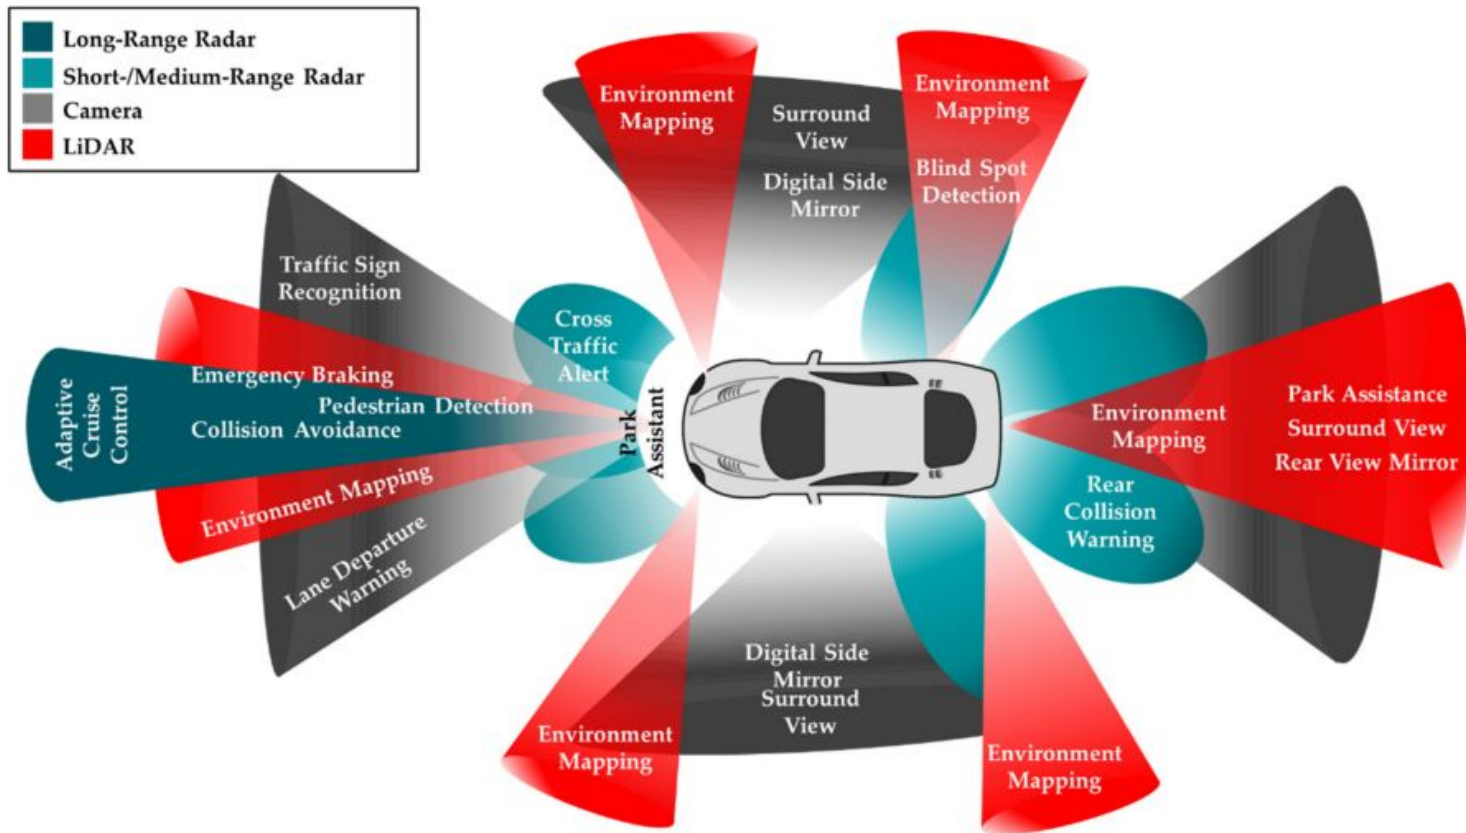 Long-Range Radar
Short-/Medium-Range Radar
Camera
LiDAR
Environment
Mapping
Surround
View
Digital Side
Mirror
Environment
Mapping
Blind Spot
Detection
Traffic Sign
Recognition
Cross
Traffic
Alert
Adaptive
Cruise
Control
Emergency Braking
Pedestrian Detection
Collision Avoidance
Park
Assistant
Environment Mapping
Lane Departure
Warning
Environment
Mapping
Park Assistance
Surround View
Rear View Mirror
Rear
Collision
Warning
Digital Side
Mirror
Surround
View
Environment
Mapping
Environment
Mapping